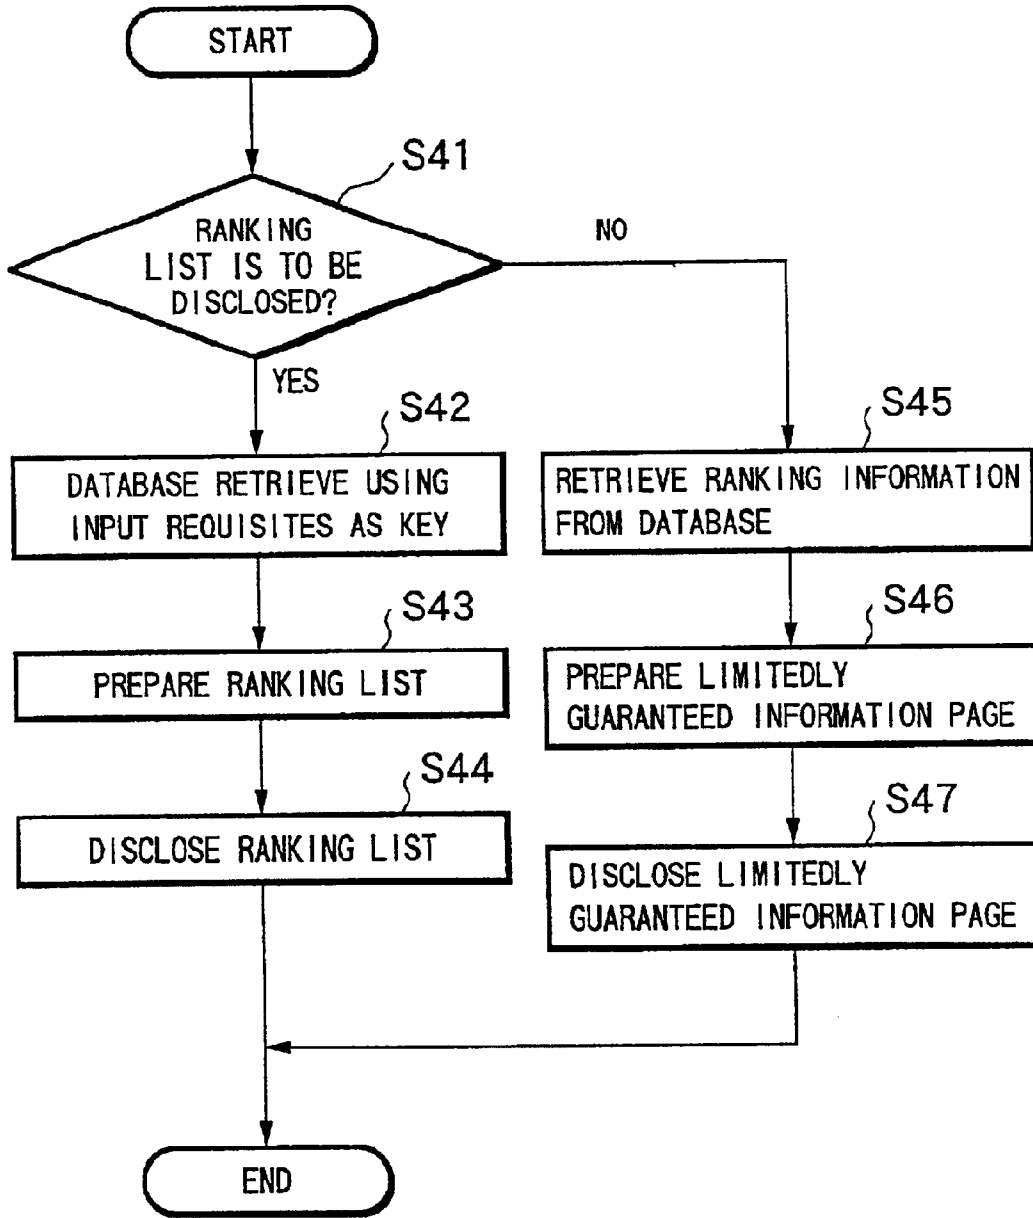 START
S41
RANKING
LIST IS TO BE
DISCLOSED?
NO
YES
S42
DATABASE RETRIEVE USING
INPUT REQUISITES AS KEY
S43
PREPARE RANKING LIST
S44
DISCLOSE RANKING LIST
S45
RETRIEVE RANKING INFORMATION
FROM DATABASE
S46
PREPARE LIMITEDLY
GUARANTEED INFORMATION PAGE
S47
DISCLOSE LIMITEDLY
GUARANTEED INFORMATION PAGE
END